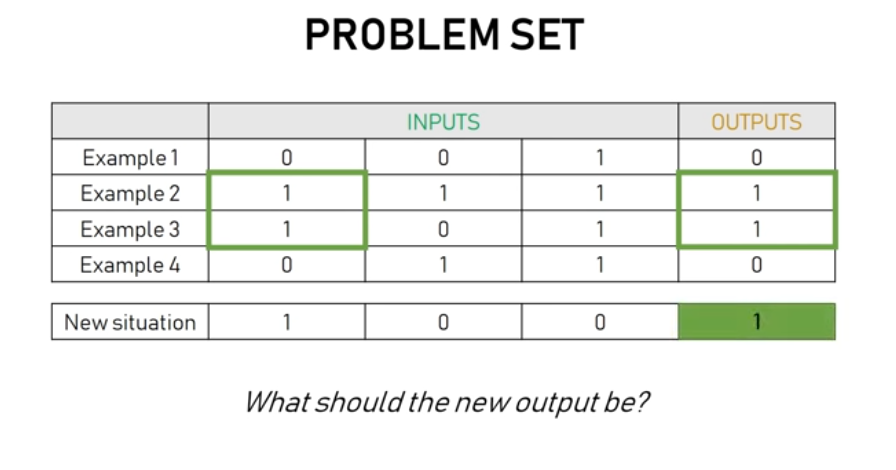 PROBLEM SET
INPUTS OUTPUTS
Example 1 0 0 1 0
Example 2 1 1 1 1
Example 3 1 0 1 1
Example 4 0 1 1 0
New situation 1 0 0 1
What should the new output be?